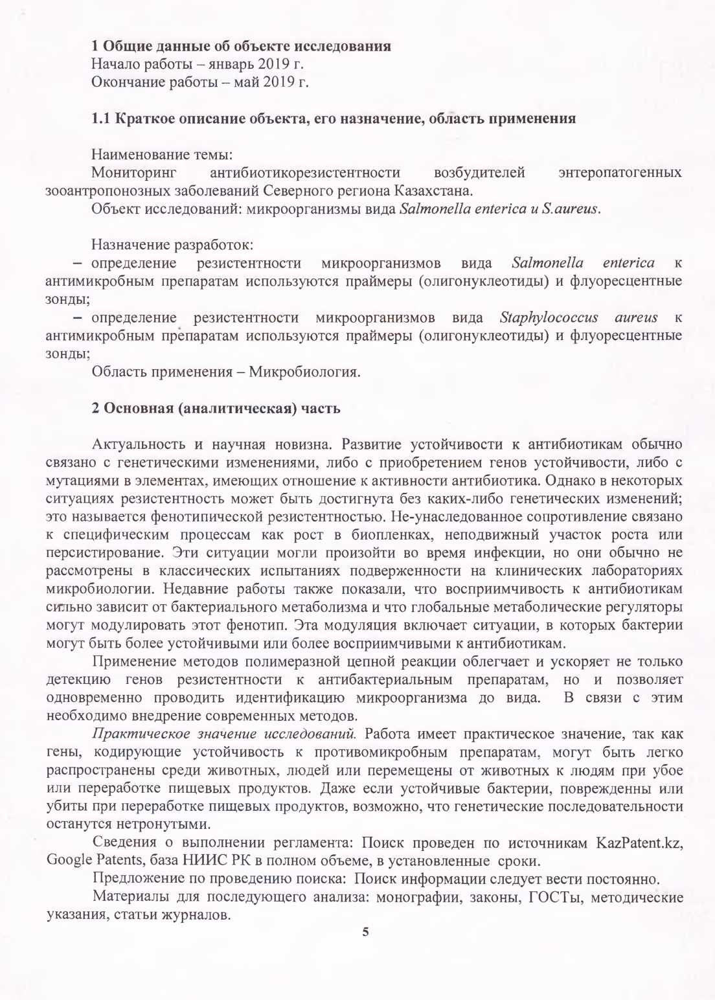 1 Общие данные об объекте исследования
Начало работы – январь 2019 г.
Окончание работы – май 2019 г.
1.1 Краткое описание объекта, его назначение, область применения
Наименование темы:
Мониторинг антибиотикорезистентности возбудителей энтеропатогенных
зооантропонозных заболеваний Северного региона Казахстана.
Объект исследований: микроорганизмы вида Salmonella enterica и S.aureus.
Назначение разработок:
– определение резистентности микроорганизмов вида Salmonella enterica к
антимикробным препаратам используются праймеры (олигонуклеотиды) и флуоресцентные
зонды;
– определение резистентности микроорганизмов вида Staphylococcus aureus к
антимикробным препаратам используются праймеры (олигонуклеотиды) и флуоресцентные
зонды;
Область применения – Микробиология.
2 Основная (аналитическая) часть
Актуальность и научная новизна. Развитие устойчивости к антибиотикам обычно
связано с генетическими изменениями, либо с приобретением генов устойчивости, либо с
мутациями в элементах, имеющих отношение к активности антибиотика. Однако в некоторых
ситуациях резистентность может быть достигнута без каких-либо генетических изменений;
это называется фенотипической резистентностью. Не-унаследованное сопротивление связано
к специфическим процессам как рост в биопленках, неподвижный участок роста или
персистирование. Эти ситуации могли произойти во время инфекции, но они обычно не
рассмотрены в классических испытаниях подверженности на клинических лабораториях
микробиологии. Недавние работы также показали, что восприимчивость к антибиотикам
сильно зависит от бактериального метаболизма и что глобальные метаболические регуляторы
могут модулировать этот фенотип. Эта модуляция включает ситуации, в которых бактерии
могут быть более устойчивыми или более восприимчивыми к антибиотикам.
Применение методов полимеразной цепной реакции облегчает и ускоряет не только
детекцию генов резистентности к антибактериальным препаратам, но и позволяет
одновременно проводить идентификацию микроорганизма до вида. В связи с этим
необходимо внедрение современных методов.
Практическое значение исследований. Работа имеет практическое значение, так как
гены, кодирующие устойчивость к противомикробным препаратам, могут быть легко
распространены среди животных, людей или перемещены от животных к людям при убое
или переработке пищевых продуктов. Даже если устойчивые бактерии, поврежденны или
убиты при переработке пищевых продуктов, возможно, что генетические последовательности
останутся нетронутыми.
Сведения о выполнении регламента: Поиск проведен по источникам KazPatent.kz,
Google Patents, база НИИС РК в полном объеме, в установленные сроки.
Предложение по проведению поиска: Поиск информации следует вести постоянно.
Материалы для последующего анализа: монографии, законы, ГОСТы, методические
указания, статьи журналов.
5